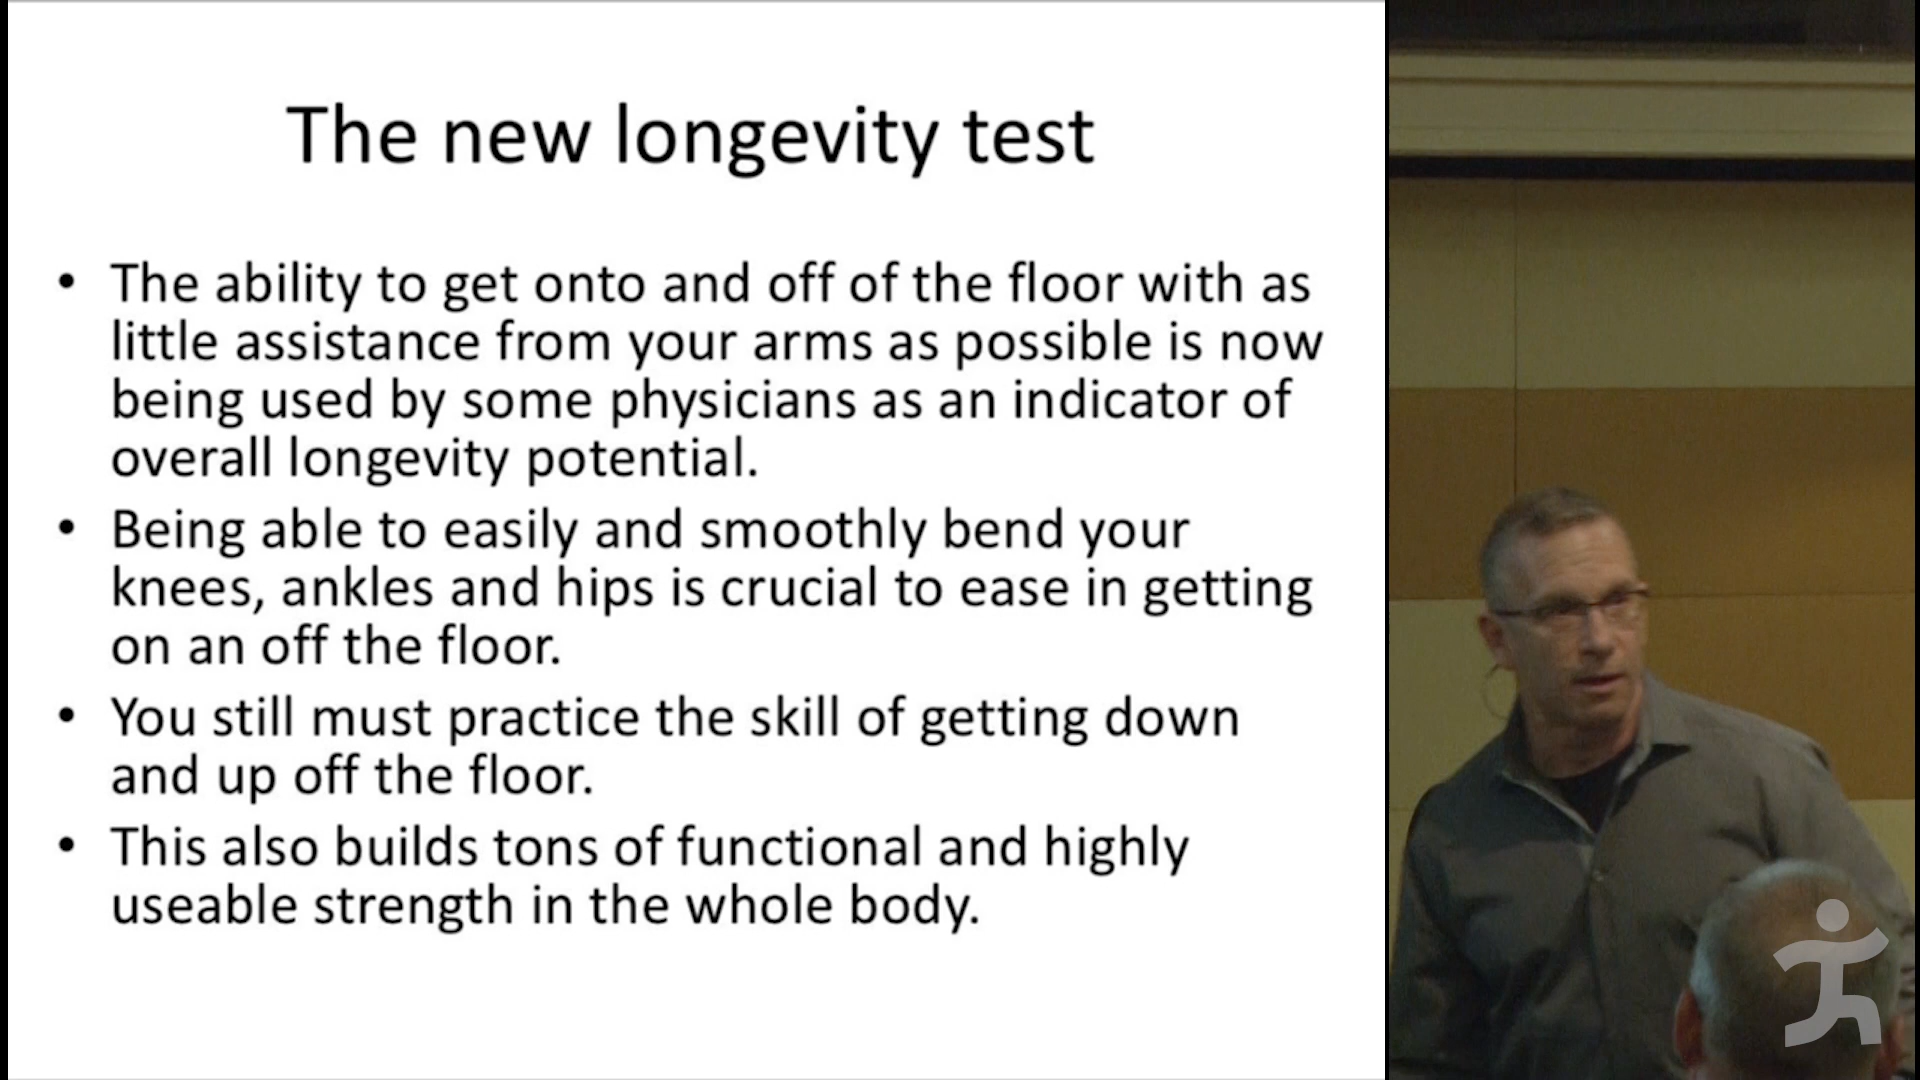 The new longevity test
• The ability to get onto and off of the floor with as
little assistance from your arms as possible is now
being used by some physicians as an indicator of
overall longevity potential.
• Being able to easily and smoothly bend your
knees, ankles and hips is crucial to ease in getting
on an off the floor.
• You still must practice the skill of getting down
and up off the floor.
• This also builds tons of functional and highly
useable strength in the whole body.